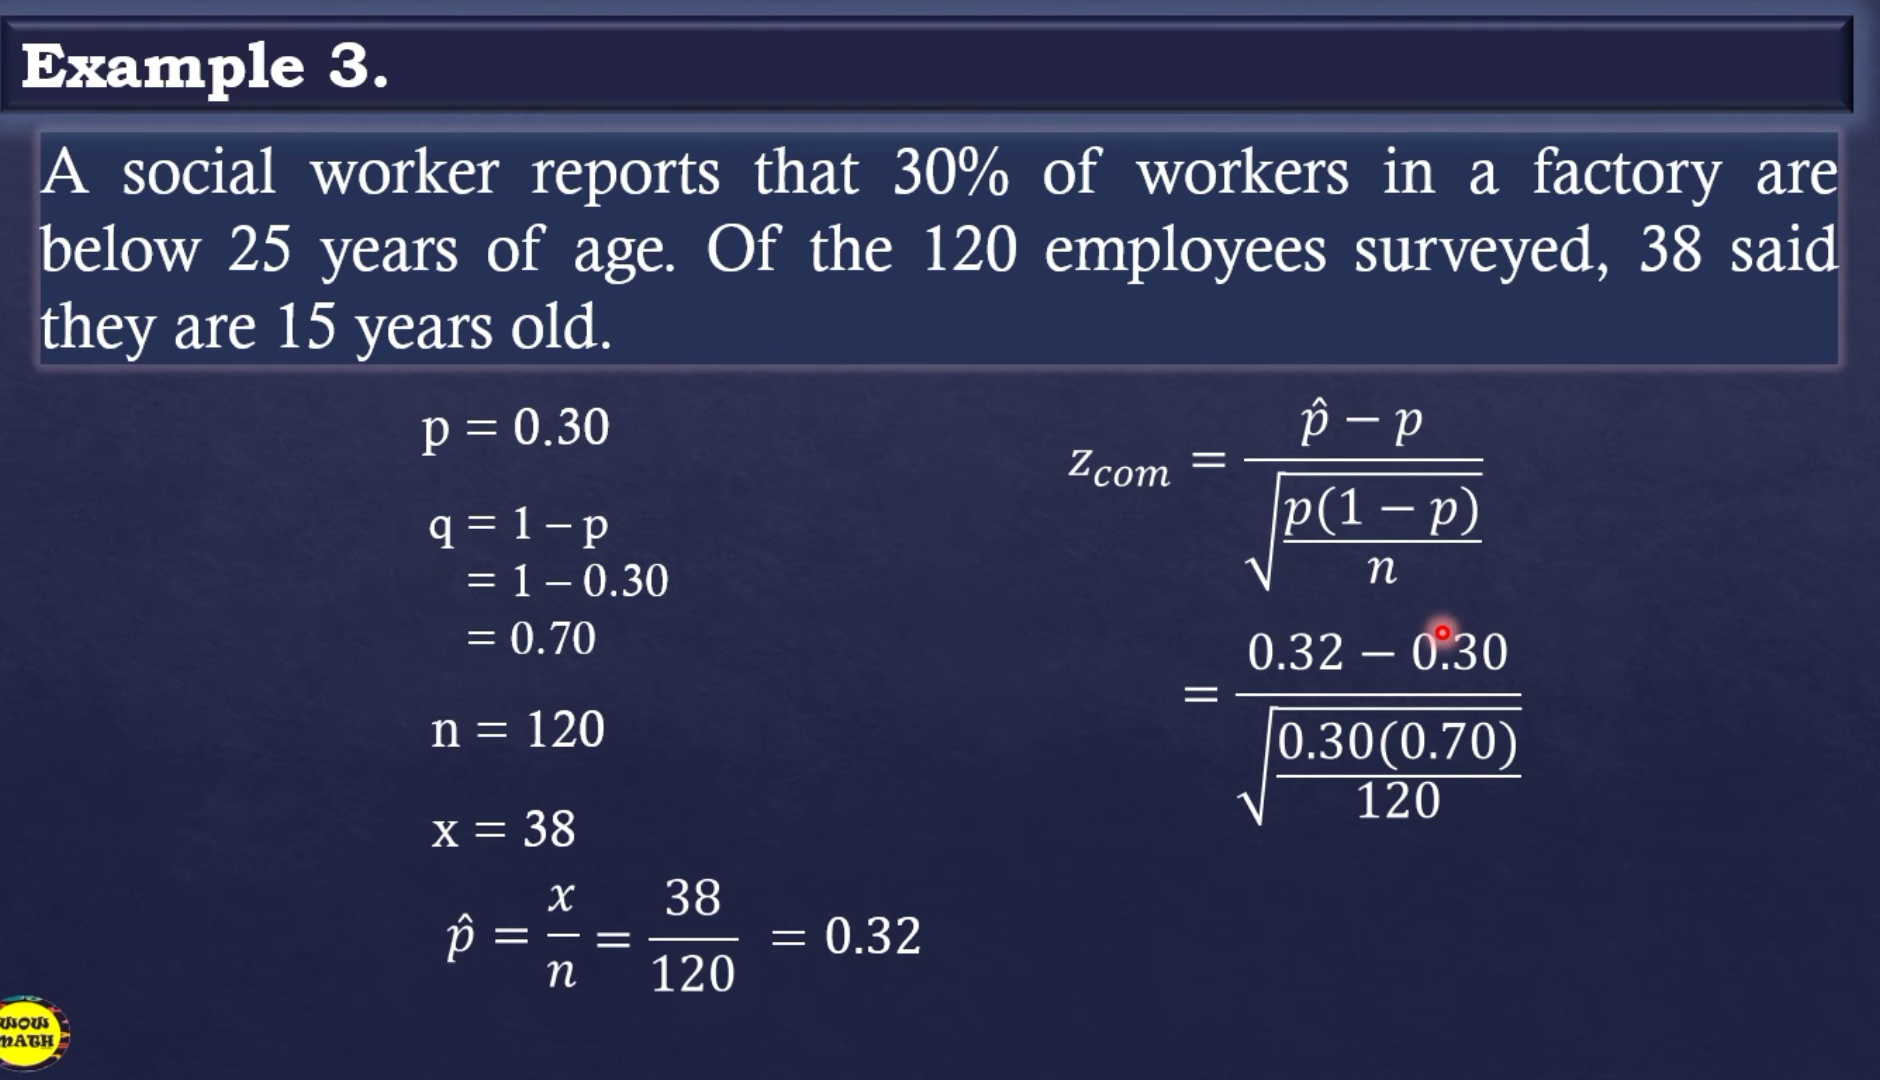 Example 3.
A social worker reports that 30% of workers in a factory are
below 25 years of age. Of the 120 employees surveyed, 38 said
they are 15 years old.
p = 0.30
q = 1 – p
= 1 – 0.30
= 0.70
n = 120
x = 38
p̂ = x/n = 38/120 = 0.32
z_com = (p̂ − p)/√(p(1 − p)/n)
= (0.32 − 0.30)/√(0.30(0.70)/120)
WOW
MATH